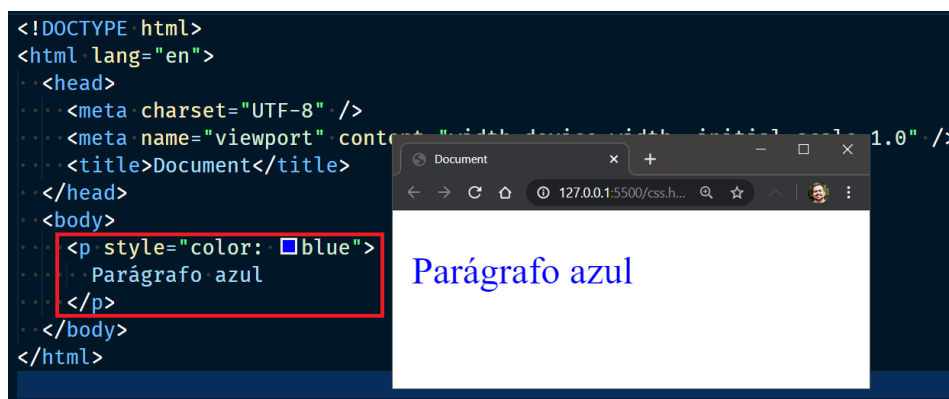 <!DOCTYPE html>
<html lang="en">
<head>
<meta charset="UTF-8" />
<meta name="viewport" 1.0" />
<title>Document</title>
</head>
<body>
<p style="color: blue">
Parágrafo azul
</p>
</body>
</html>
Document
127.0.0.1:5500/css.h...
Parágrafo azul